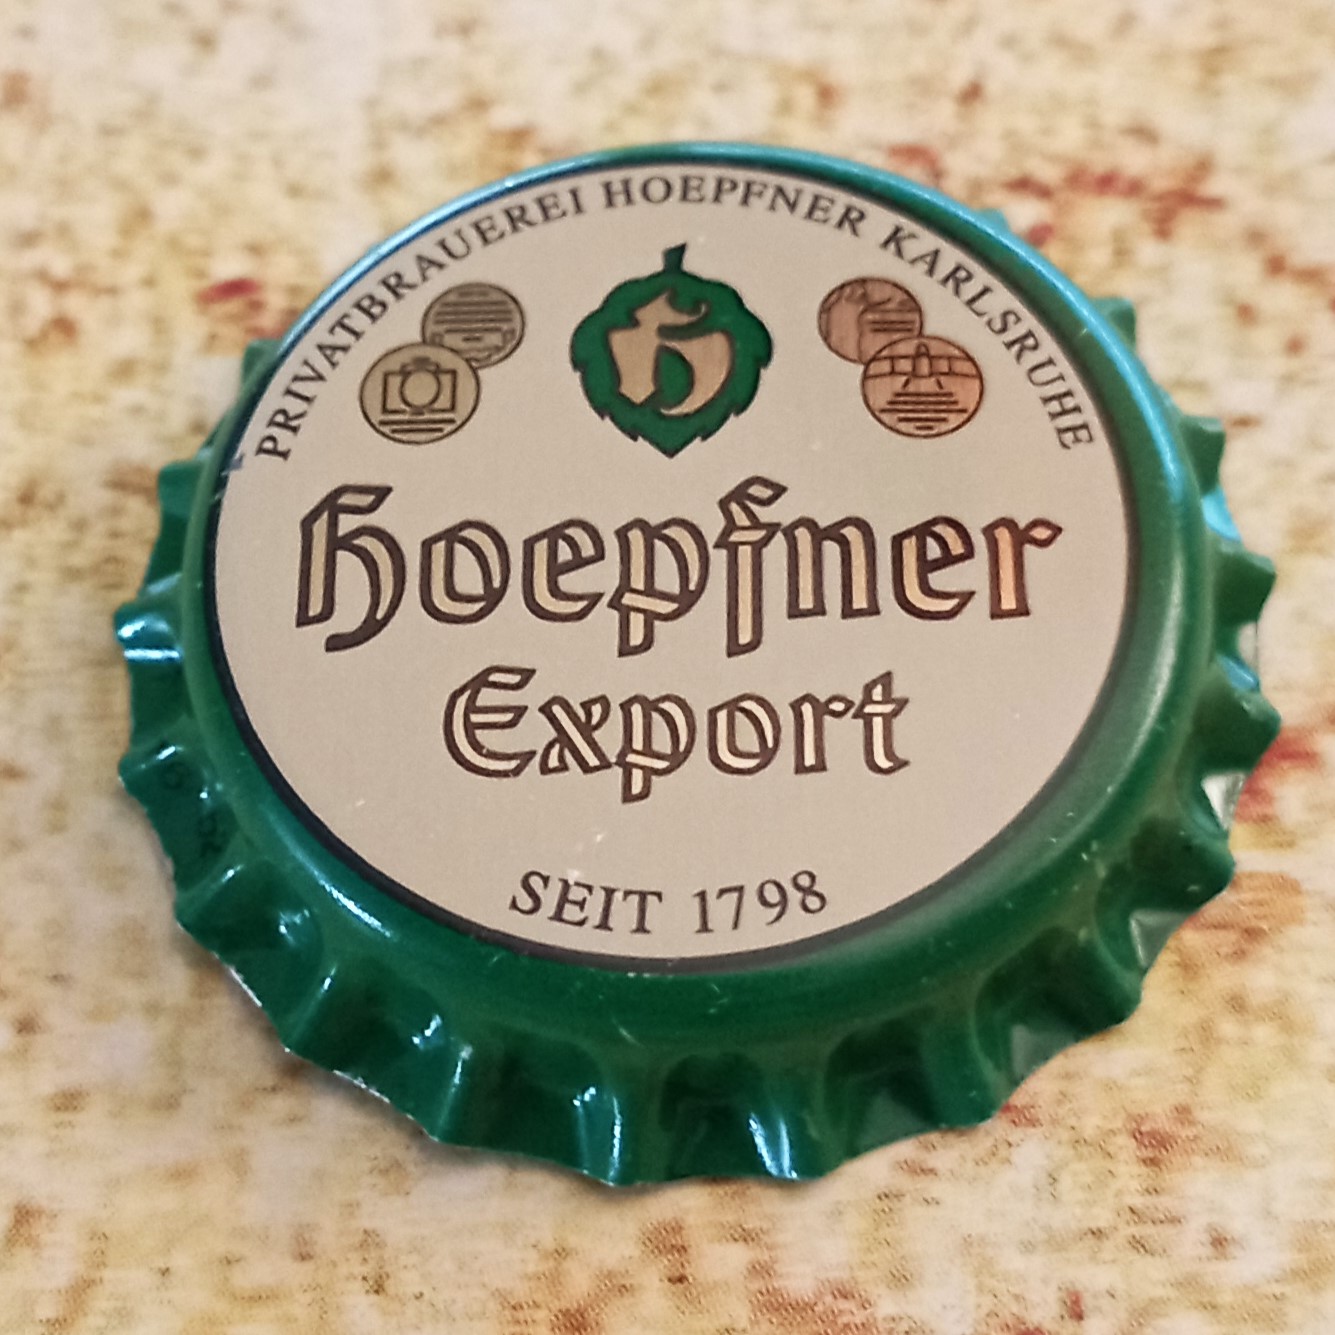 PRIVATBRAUEREI HOEPFNER KARLSRUHE
h
Hoepfner
Export
SEIT 1798